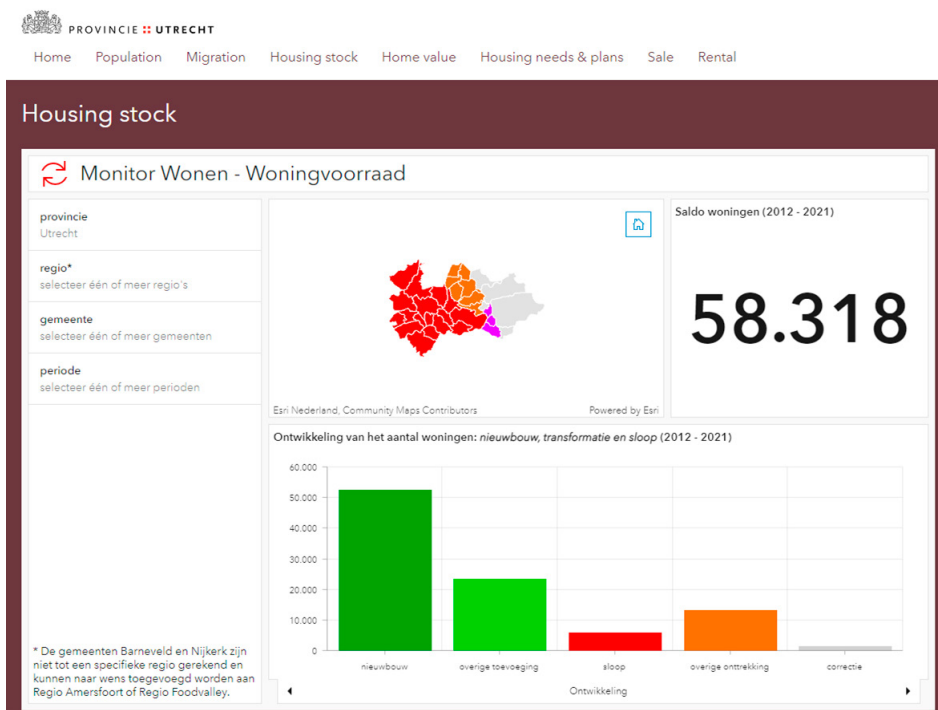 PROVINCIE UTRECHT
Home Population Migration Housing stock Home value Housing needs & plans Sale Rental
Housing stock
Monitor Wonen - Woningvoorraad
provincie
Utrecht
regio*
selecteer één of meer regio`s
gemeente
selecteer één of meer gemeenten
periode
selecteer één of meer perioden
* De gemeenten Barneveld en Nijkerk zijn
niet tot een specifieke regio gerekend en
kunnen naar wens toegevoegd worden aan
Regio Amersfoort of Regio Foodvalley.
Esri Nederland, Community Maps Contributors
Powered by Esri
Saldo woningen (2012 - 2021)
58.318
Ontwikkeling van het aantal woningen: nieuwbouw, transformatie en sloop (2012 - 2021)
60.000
50.000
40.000
30.000
20.000
10.000
0
nieuwbouw overige toevoeging sloop overige onttrekking correctie
Ontwikkeling